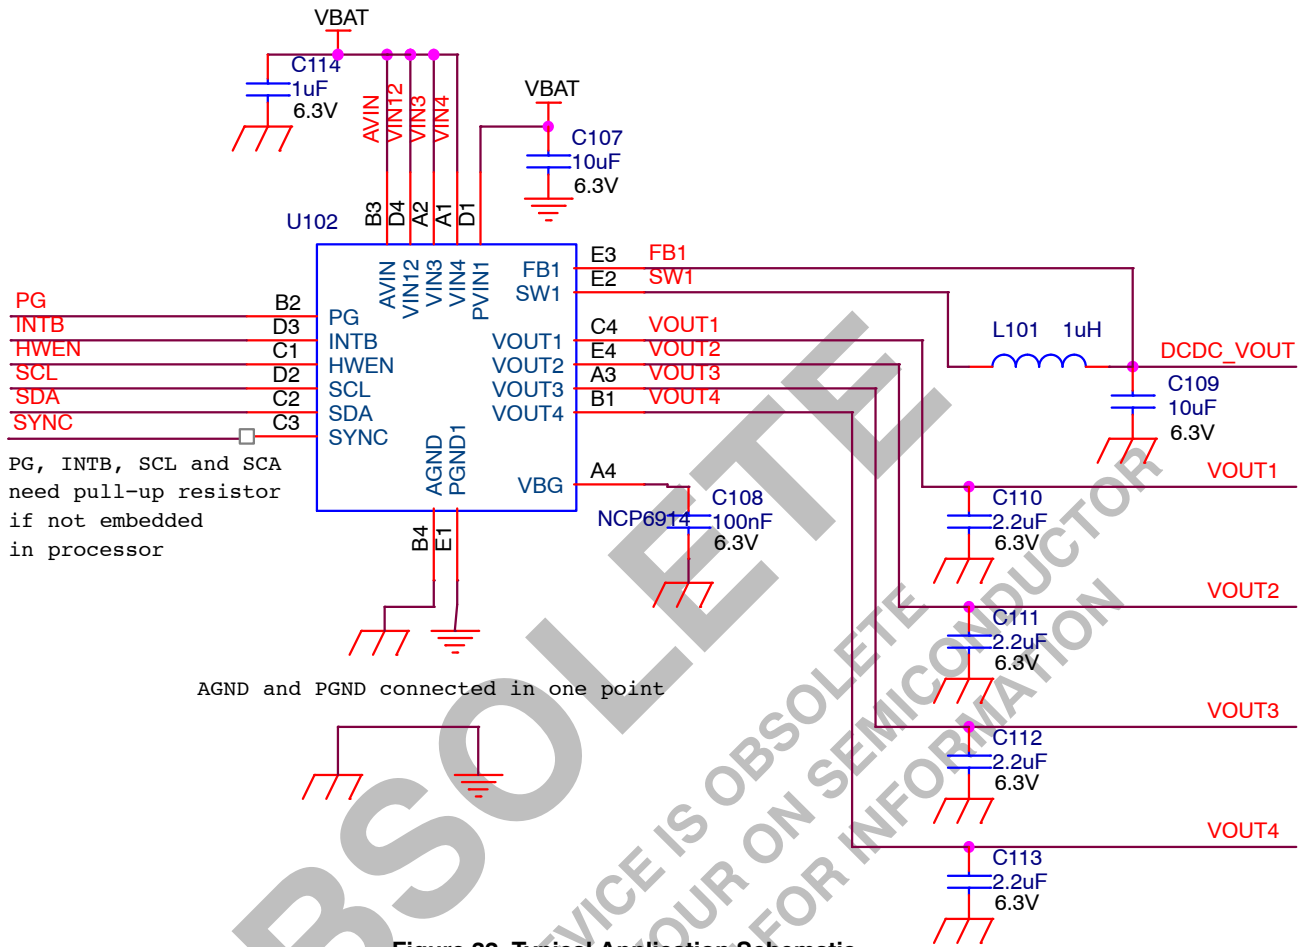 VBAT
C114
1uF
6.3V
AVIN
VIN12
VIN3
VIN4
VBAT
C107
10uF
6.3V
B3
D4
A2
A1
D1
U102
AVIN
VIN12
VIN3
VIN4
PVIN1
PG
B2
PG
INTB
D3
INTB
HWEN
C1
HWEN
SCL
D2
SCL
SDA
C2
SDA
SYNC
C3
SYNC
FB1
E3
FB1
SW1
E2
SW1
VOUT1
C4
VOUT1
VOUT2
E4
VOUT2
VOUT3
A3
VOUT3
VOUT4
B1
VOUT4
VBG
A4
AGND
PGND1
B4
E1
L101 1uH
DCDC_VOUT
C109
10uF
6.3V
PG, INTB, SCL and SCA
need pull-up resistor
if not embedded
in processor
NCP6914
C108
100nF
6.3V
VOUT1
C110
2.2uF
6.3V
VOUT2
C111
2.2uF
6.3V
AGND and PGND connected in one point
VOUT3
C112
2.2uF
6.3V
VOUT4
C113
2.2uF
6.3V
BSOLETE
EVICE IS OBSOLETE
YOUR ON SEMICONDUCTOR
FOR INFORMATION